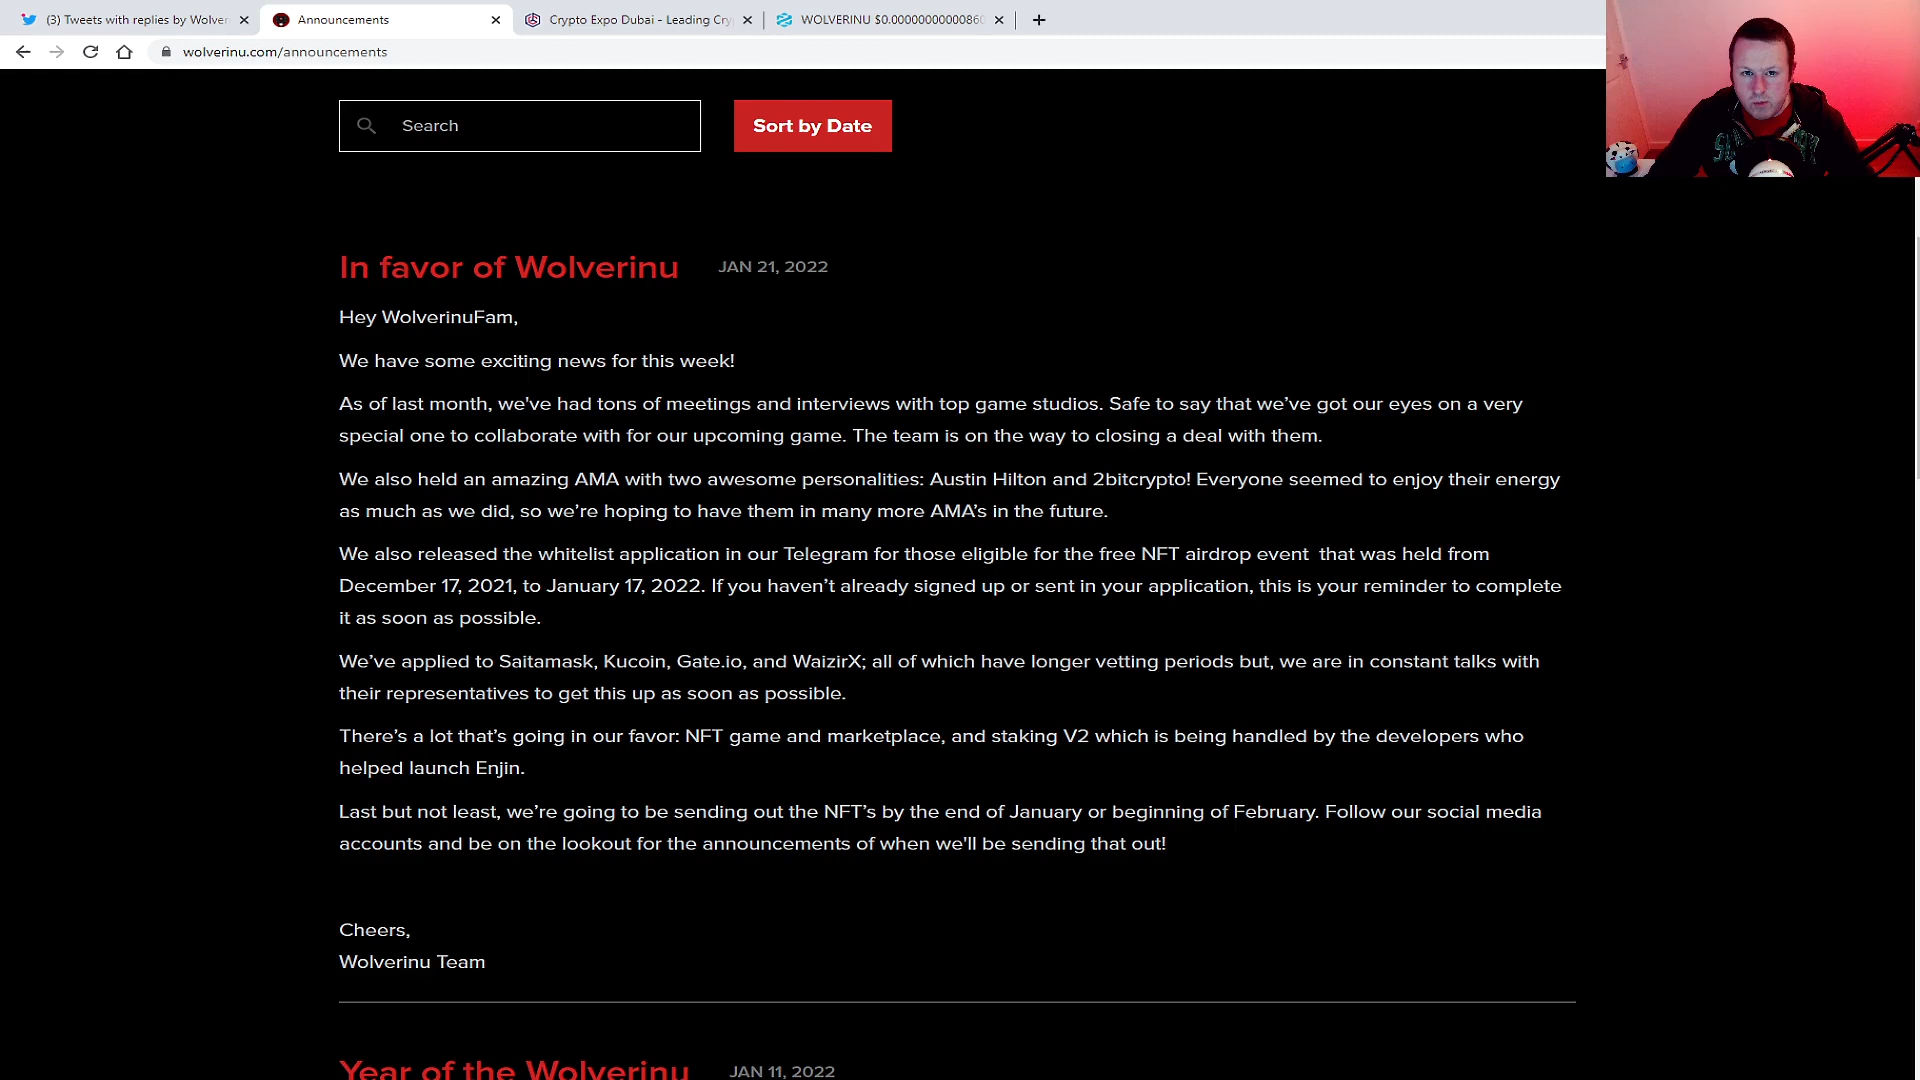 (3) Tweets with replies by Wolver
Announcements
Crypto Expo Dubai - Leading Cry
WOLVERINU $0.0000000000086
wolverinu.com/announcements
Search
Sort by Date
In favor of Wolverinu JAN 21, 2022
Hey WolverinuFam,
We have some exciting news for this week!
As of last month, we've had tons of meetings and interviews with top game studios. Safe to say that we’ve got our eyes on a very
special one to collaborate with for our upcoming game. The team is on the way to closing a deal with them.
We also held an amazing AMA with two awesome personalities: Austin Hilton and 2bitcrypto! Everyone seemed to enjoy their energy
as much as we did, so we’re hoping to have them in many more AMA’s in the future.
We also released the whitelist application in our Telegram for those eligible for the free NFT airdrop event that was held from
December 17, 2021, to January 17, 2022. If you haven’t already signed up or sent in your application, this is your reminder to complete
it as soon as possible.
We’ve applied to Saitamask, Kucoin, Gate.io, and WaizirX; all of which have longer vetting periods but, we are in constant talks with
their representatives to get this up as soon as possible.
There’s a lot that’s going in our favor: NFT game and marketplace, and staking V2 which is being handled by the developers who
helped launch Enjin.
Last but not least, we’re going to be sending out the NFT’s by the end of January or beginning of February. Follow our social media
accounts and be on the lookout for the announcements of when we'll be sending that out!
Cheers,
Wolverinu Team
Year of the Wolverinu JAN 11, 2022